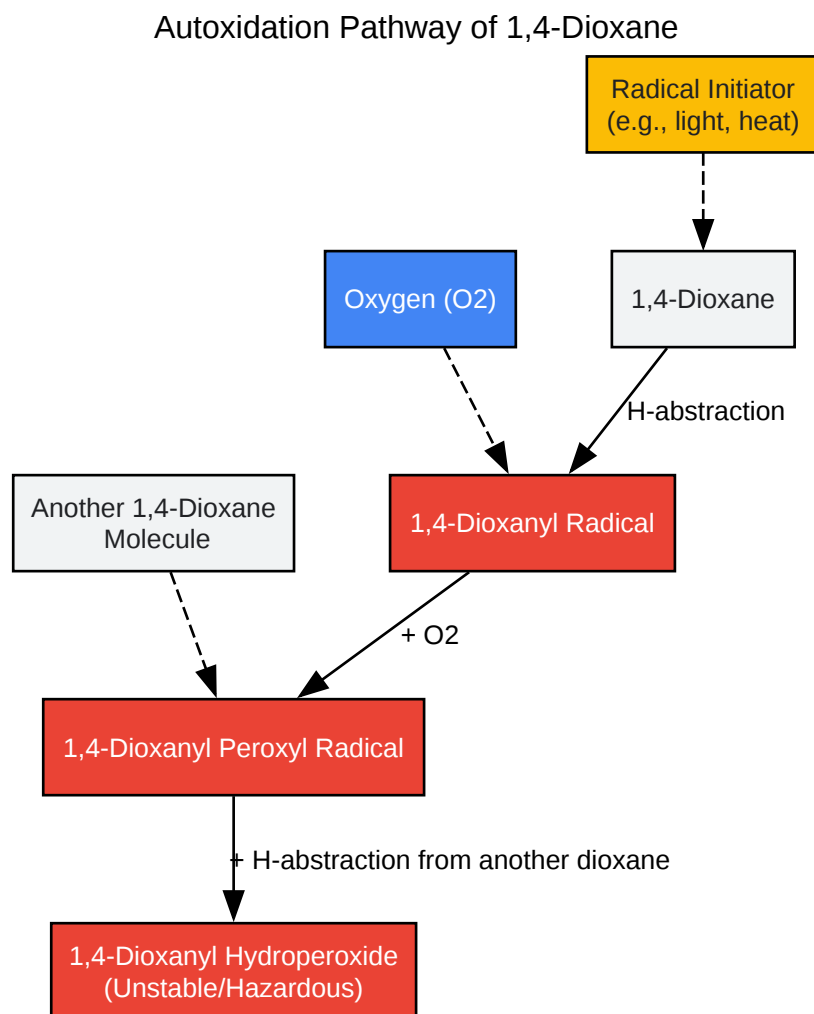 Autoxidation Pathway of 1,4-Dioxane
Radical Initiator
(e.g., light, heat)
Oxygen (O2)
1,4-Dioxane
H-abstraction
Another 1,4-Dioxane
Molecule
1,4-Dioxanyl Radical
+ O2
1,4-Dioxanyl Peroxyl Radical
+ H-abstraction from another dioxane
1,4-Dioxanyl Hydroperoxide
(Unstable/Hazardous)